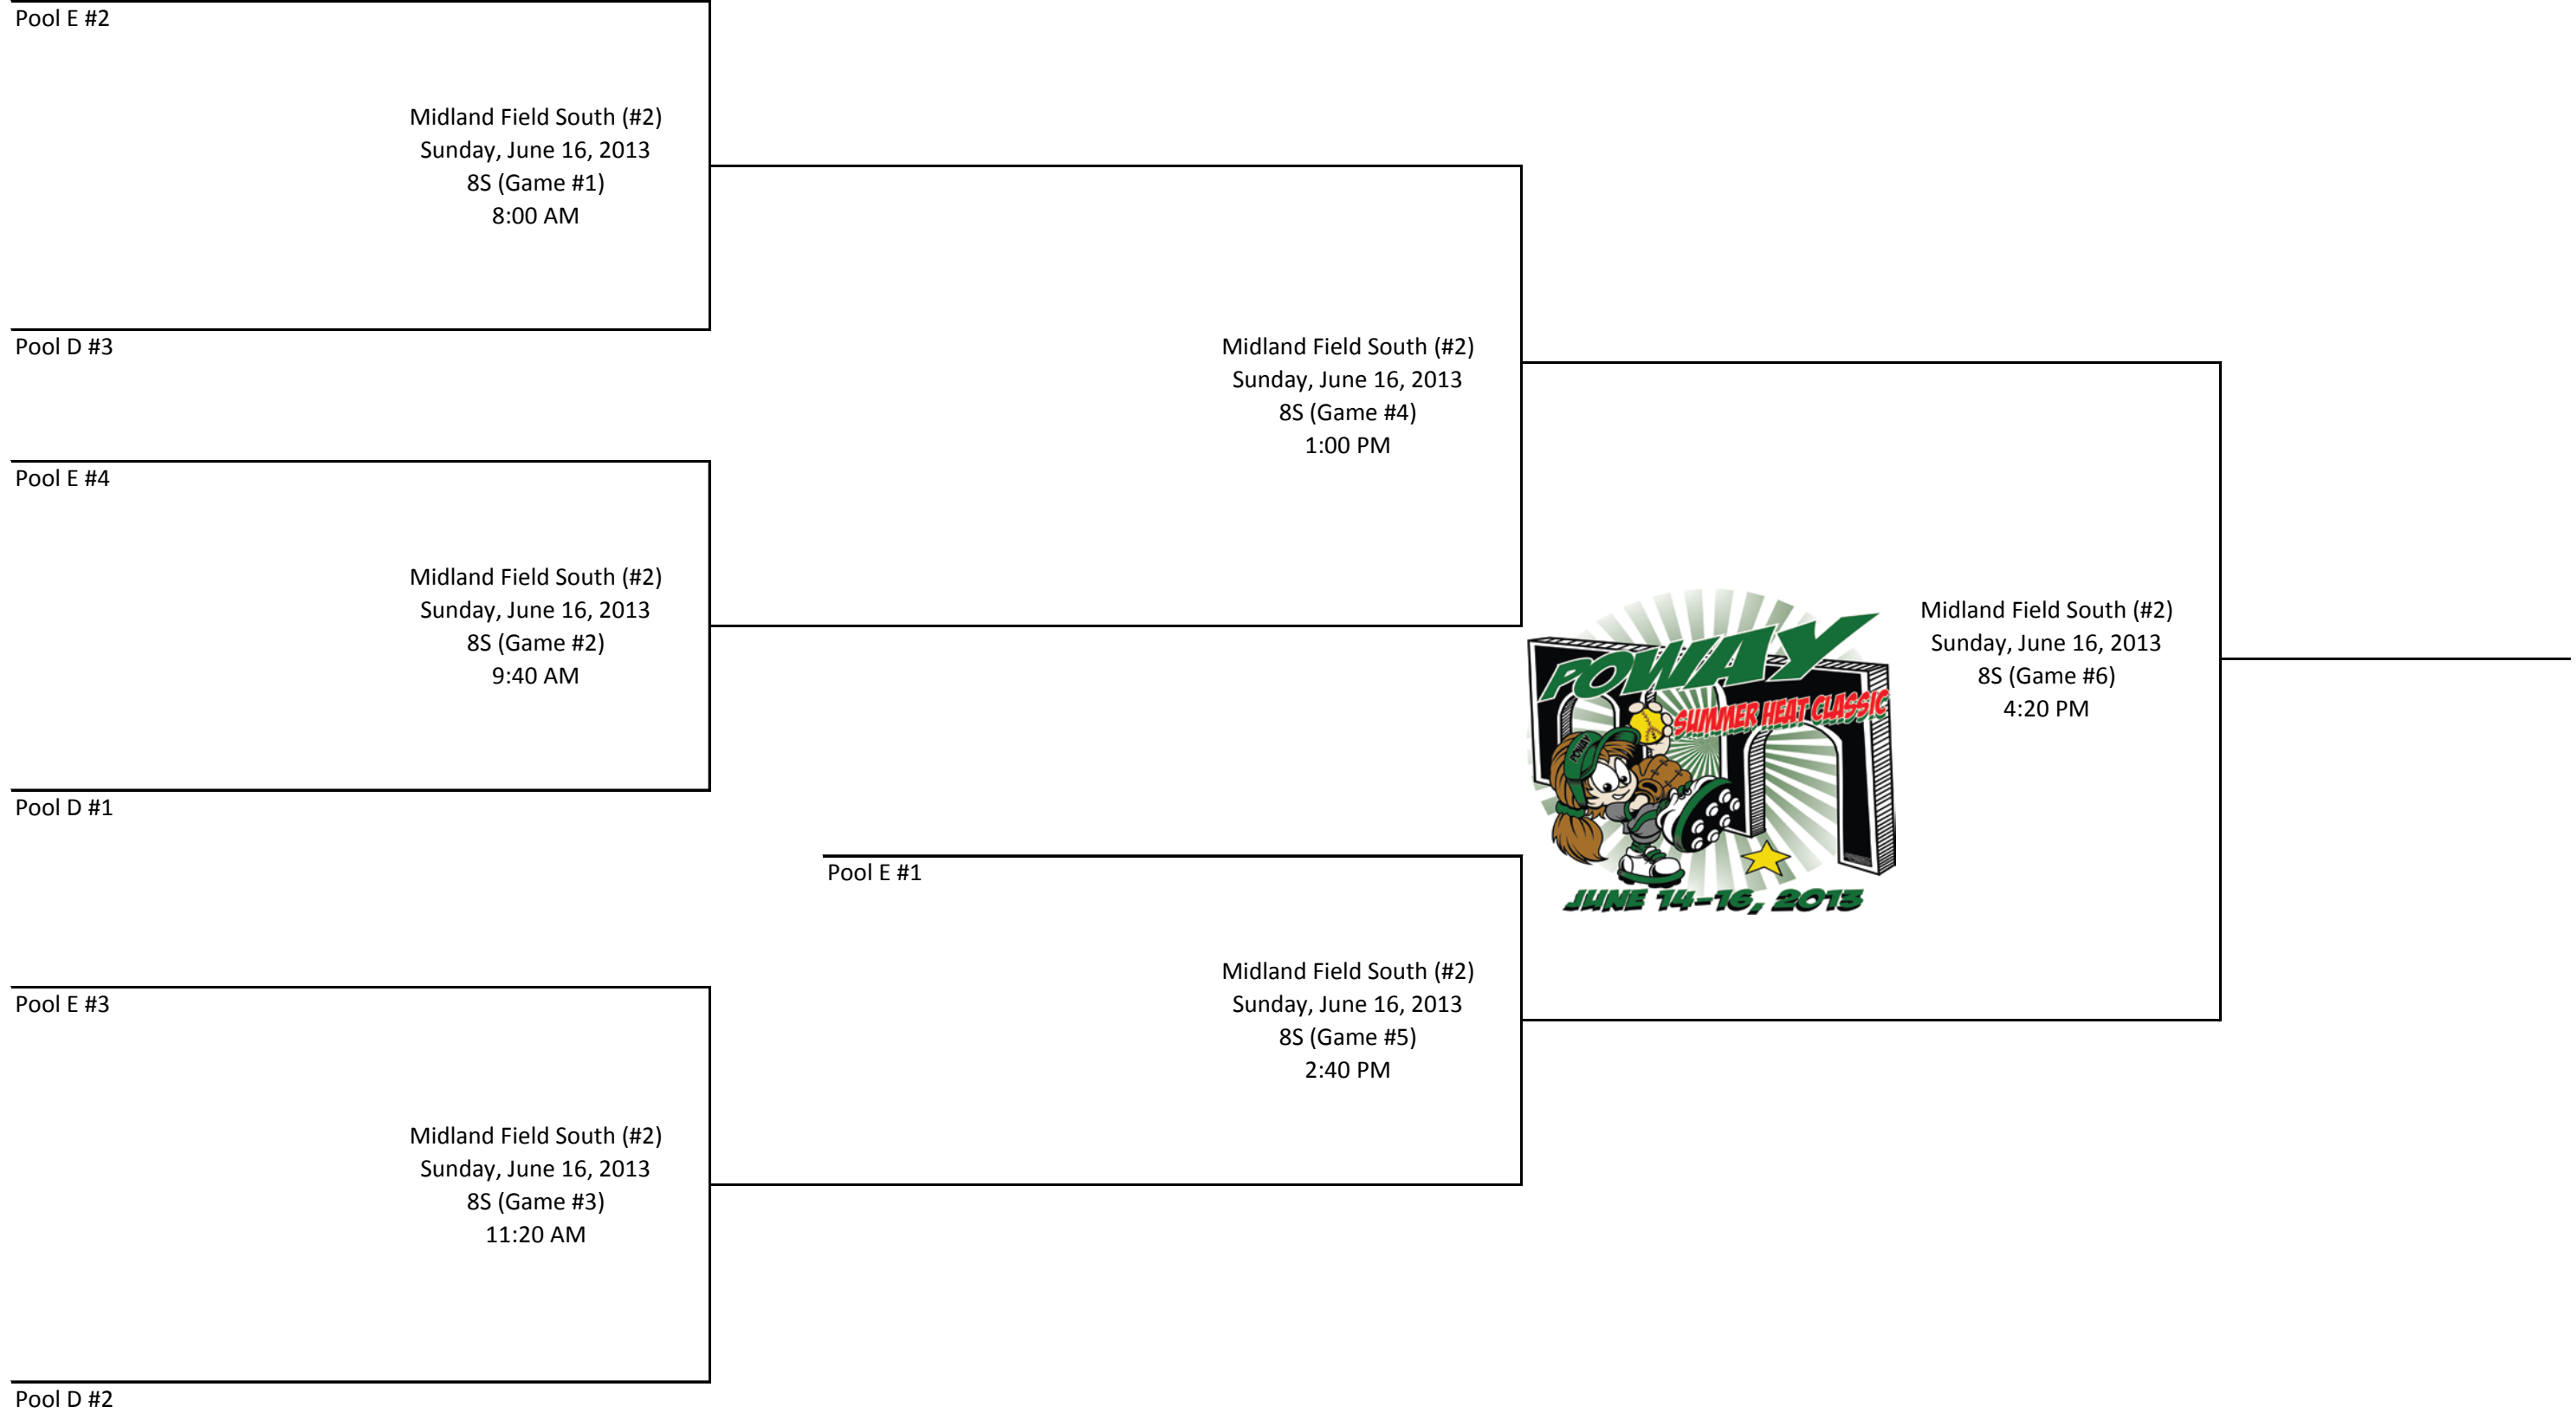 Pool E #2
Midland Field South (#2)
Sunday, June 16, 2013
8S (Game #1)
8:00 AM
Pool D #3
Midland Field South (#2)
Sunday, June 16, 2013
8S (Game #4)
1:00 PM
Pool E #4
Midland Field South (#2)
Sunday, June 16, 2013
8S (Game #2)
9:40 AM
Midland Field South (#2)
Sunday, June 16, 2013
8S (Game #6)
4:20 PM
POWAY
SUMMER HEAT CLASSIC
POWAY
JUNE 14-16, 2013
Pool D #1
Pool E #1
Midland Field South (#2)
Sunday, June 16, 2013
8S (Game #5)
2:40 PM
Pool E #3
Midland Field South (#2)
Sunday, June 16, 2013
8S (Game #3)
11:20 AM
Pool D #2